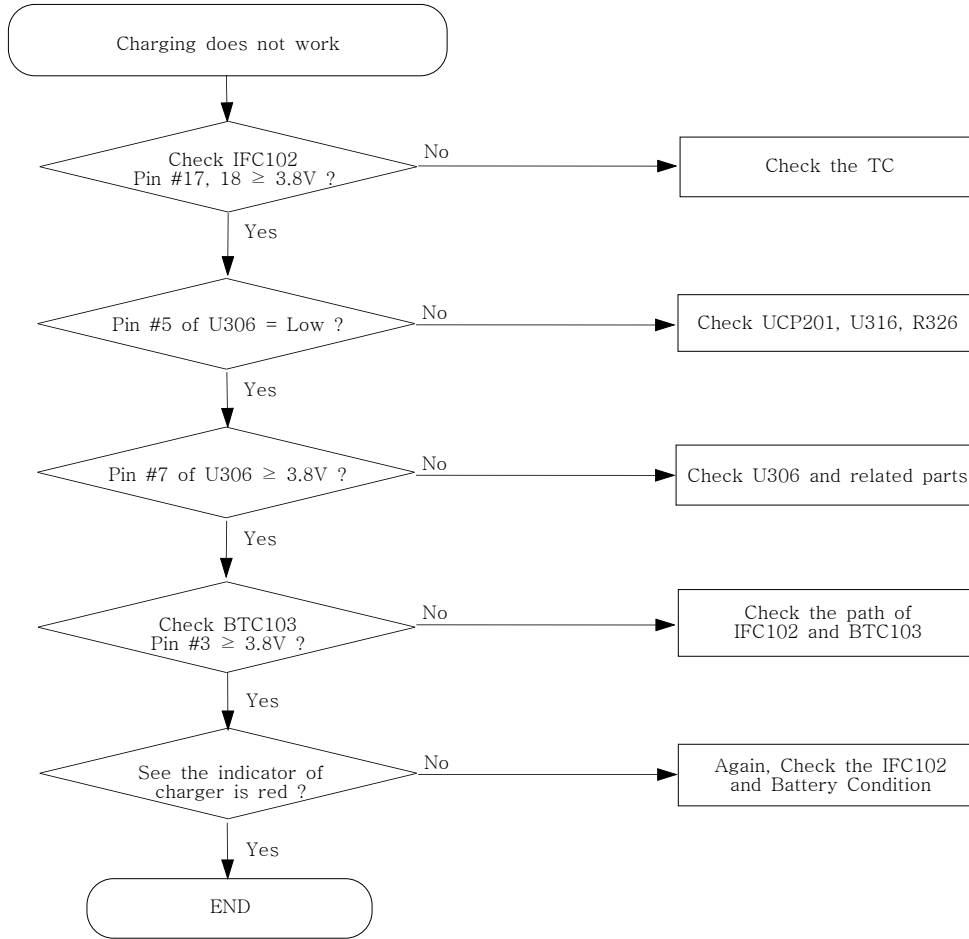 Charging does not work
Check IFC102
Pin #17, 18 ≥ 3.8V ?
No
Check the TC
Yes
Pin #5 of U306 = Low ?
No
Check UCP201, U316, R326
Yes
Pin #7 of U306 ≥ 3.8V ?
No
Check U306 and related parts
Yes
Check BTC103
Pin #3 ≥ 3.8V ?
No
Check the path of
IFC102 and BTC103
Yes
See the indicator of
charger is red ?
No
Again, Check the IFC102
and Battery Condition
Yes
END